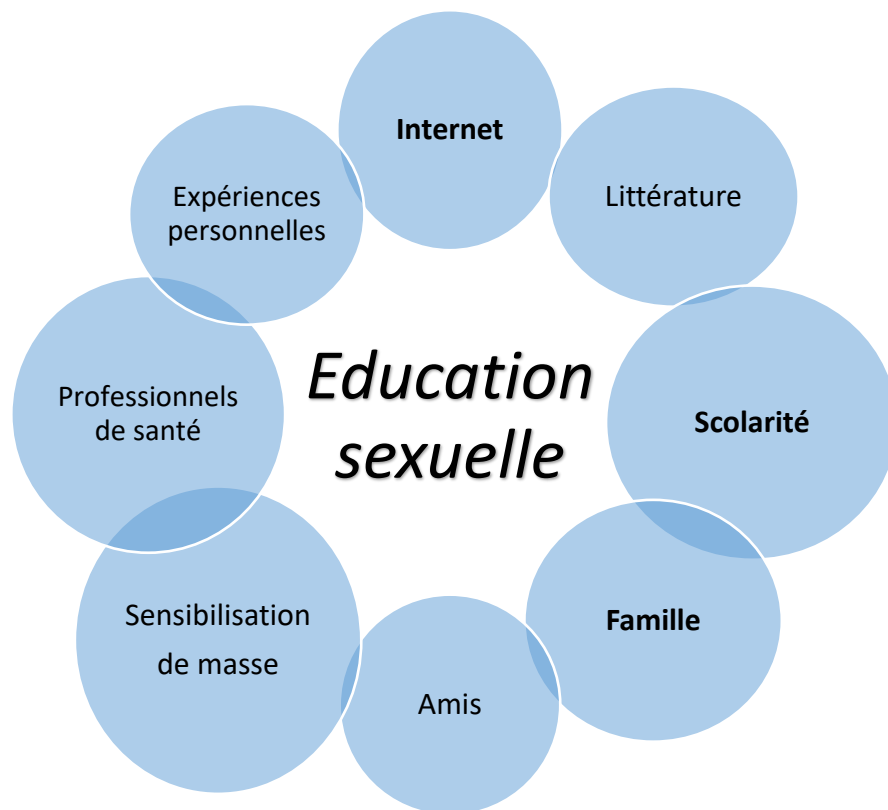 Internet
Littérature
Expériences
personnelles
Education
sexuelle
Professionnels
de santé
Scolarité
Sensibilisation
de masse
Famille
Amis